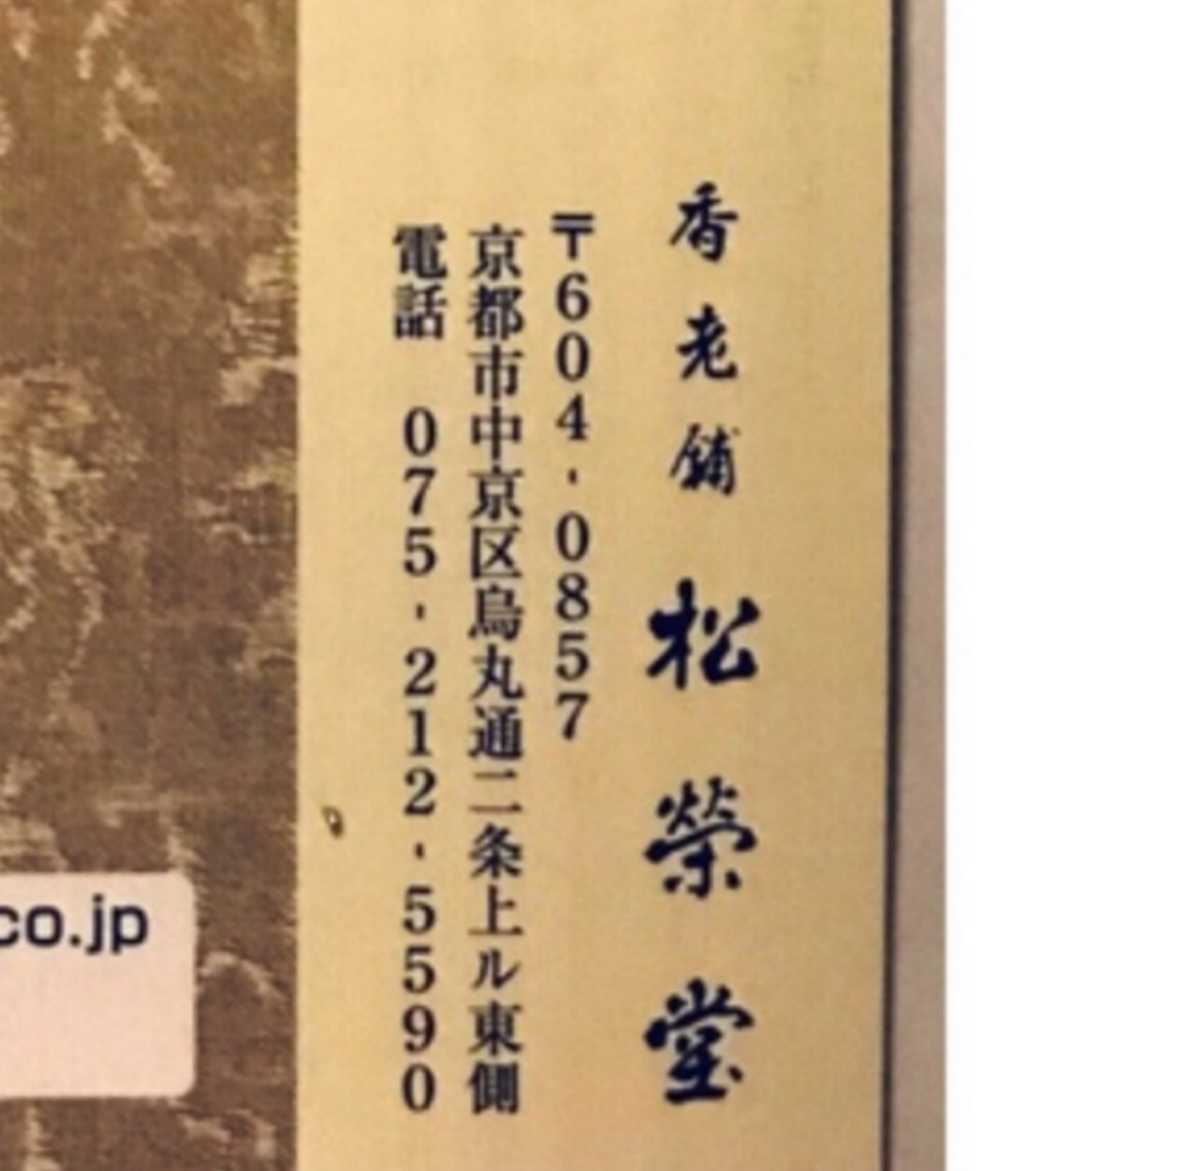 香老舗 松榮堂
〒604-0857
京都市中京区烏丸通二条上ル東側
電話 075-212-5590
co.jp